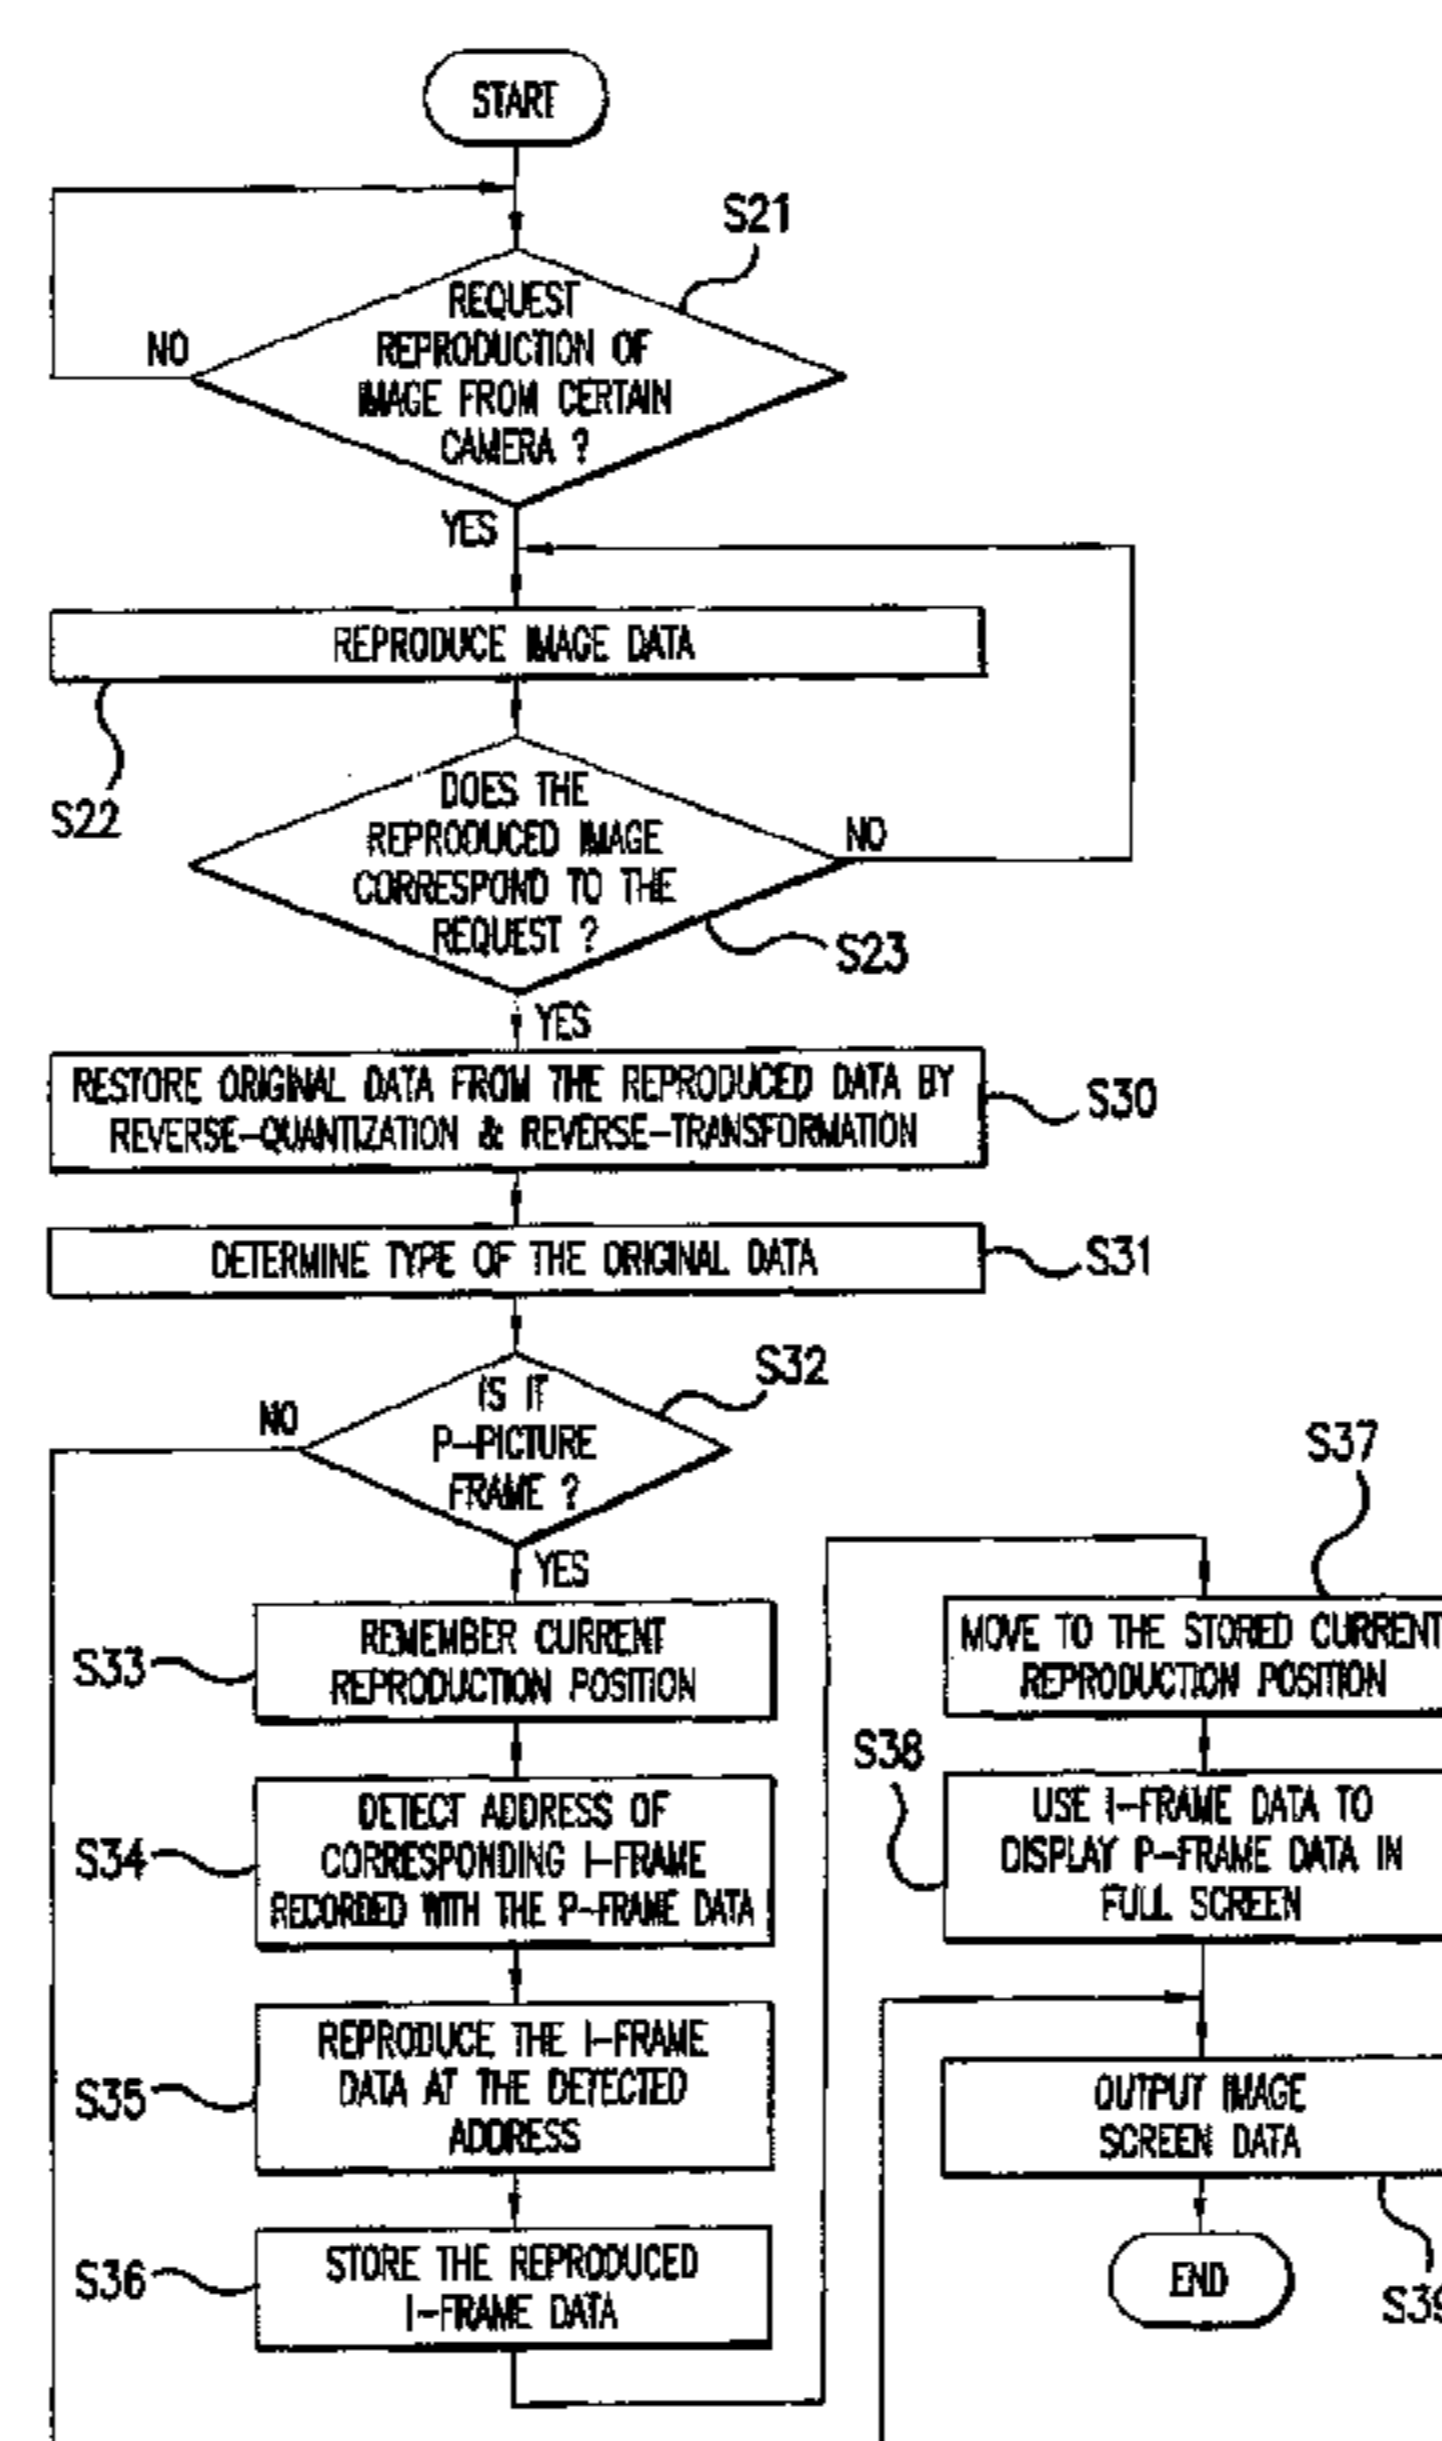 START
S21
REQUEST
REPRODUCTION OF
IMAGE FROM CERTAIN
CAMERA ?
NO
YES
REPRODUCE IMAGE DATA
S22
DOES THE
REPRODUCED IMAGE
CORRESPOND TO THE
REQUEST ?
NO
S23
YES
RESTORE ORIGINAL DATA FROM THE REPRODUCED DATA BY
REVERSE-QUANTIZATION & REVERSE-TRANSFORMATION
S30
DETERMINE TYPE OF THE ORIGINAL DATA
S31
S32
IS IT
P-PICTURE
FRAME ?
NO
YES
REMEMBER CURRENT
REPRODUCTION POSITION
S33
DETECT ADDRESS OF
CORRESPONDING I-FRAME
RECORDED WITH THE P-FRAME DATA
S34
REPRODUCE THE I-FRAME
DATA AT THE DETECTED
ADDRESS
S35
STORE THE REPRODUCED
I-FRAME DATA
S36
S37
MOVE TO THE STORED CURRENT
REPRODUCTION POSITION
S38
USE I-FRAME DATA TO
DISPLAY P-FRAME DATA IN
FULL SCREEN
OUTPUT IMAGE
SCREEN DATA
S39
END